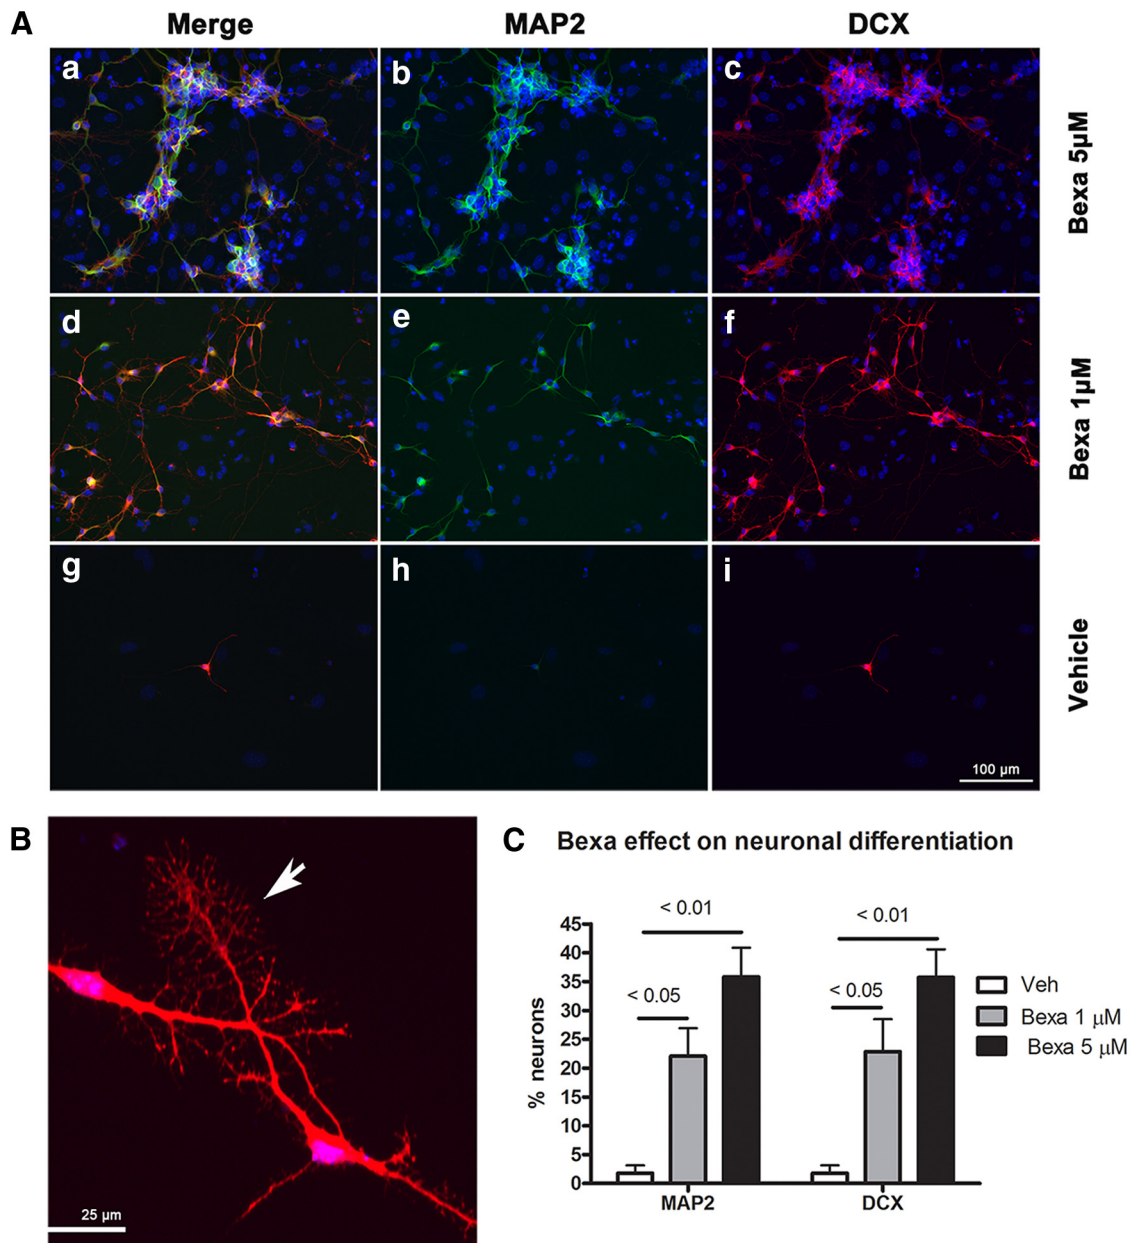 A
Merge
MAP2
DCX
a
b
c
Bexa 5µM
d
e
f
Bexa 1µM
g
h
i
Vehicle
100 µm
B
25 µm
C
Bexa effect on neuronal differentiation
% neurons
45
40
35
30
25
20
15
10
5
0
< 0.01
< 0.05
< 0.01
< 0.05
MAP2
DCX
Veh
Bexa 1 µM
Bexa 5 µM